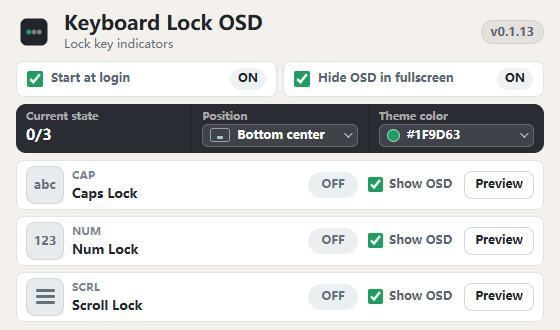 Keyboard Lock OSD
Lock key indicators
v0.1.13
Start at login
ON
Hide OSD in fullscreen
ON
Current state
0/3
Position
Bottom center
Theme color
#1F9D63
abc
CAP
Caps Lock
OFF
Show OSD
Preview
123
NUM
Num Lock
OFF
Show OSD
Preview
SCRL
Scroll Lock
OFF
Show OSD
Preview